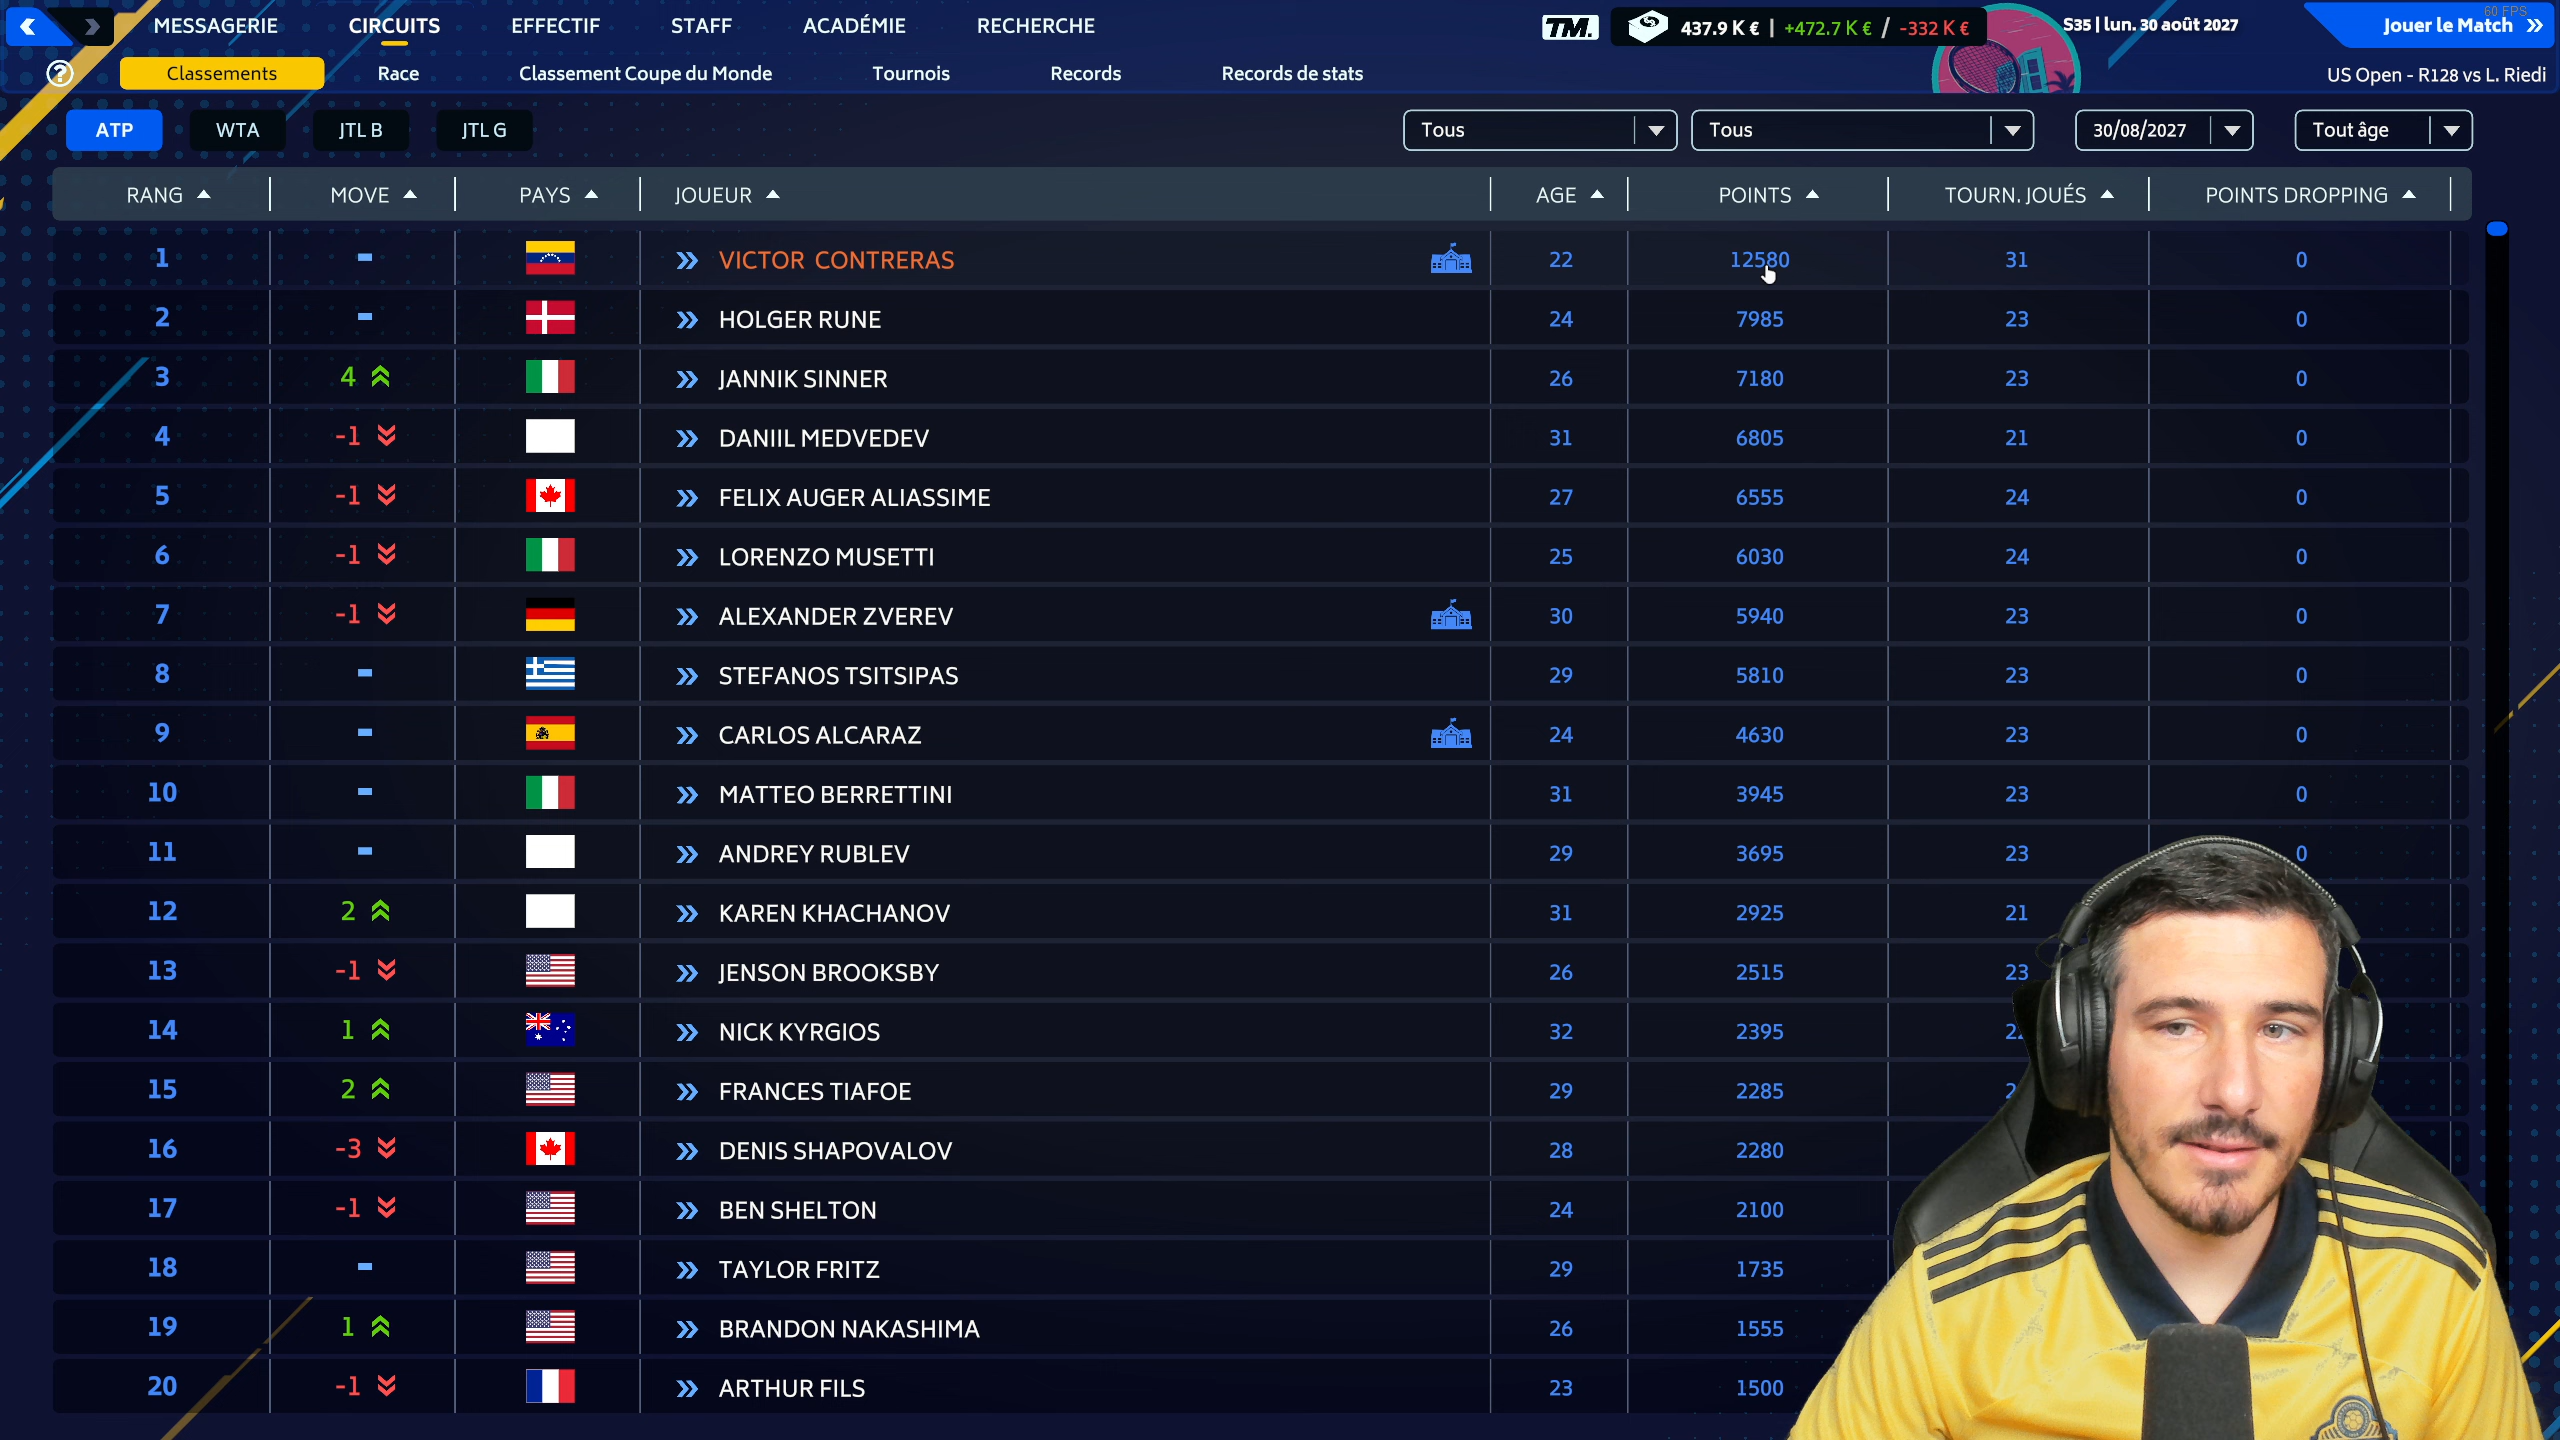 MESSAGERIE CIRCUITS EFFECTIF STAFF ACADÉMIE RECHERCHE TM. 437.9 K € | +472.7 K € / -332 K € S35 | lun. 30 août 2027 60 FPS Jouer le Match
? Classements Race Classement Coupe du Monde Tournois Records Records de stats US Open - R128 vs L. Riedi
ATP WTA JTL B JTL G Tous Tous 30/08/2027 Tout âge
RANG MOVE PAYS JOUEUR AGE POINTS TOURN. JOUÉS POINTS DROPPING
1 - VICTOR CONTRERAS 22 12580 31 0
2 - HOLGER RUNE 24 7985 23 0
3 4 JANNIK SINNER 26 7180 23 0
4 -1 DANIIL MEDVEDEV 31 6805 21 0
5 -1 FELIX AUGER ALIASSIME 27 6555 24 0
6 -1 LORENZO MUSETTI 25 6030 24 0
7 -1 ALEXANDER ZVEREV 30 5940 23 0
8 - STEFANOS TSITSIPAS 29 5810 23 0
9 - CARLOS ALCARAZ 24 4630 23 0
10 - MATTEO BERRETTINI 31 3945 23 0
11 - ANDREY RUBLEV 29 3695 23 0
12 2 KAREN KHACHANOV 31 2925 21
13 -1 JENSON BROOKSBY 26 2515 23
14 1 NICK KYRGIOS 32 2395
15 2 FRANCES TIAFOE 29 2285
16 -3 DENIS SHAPOVALOV 28 2280
17 -1 BEN SHELTON 24 2100
18 - TAYLOR FRITZ 29 1735
19 1 BRANDON NAKASHIMA 26 1555
20 -1 ARTHUR FILS 23 1500